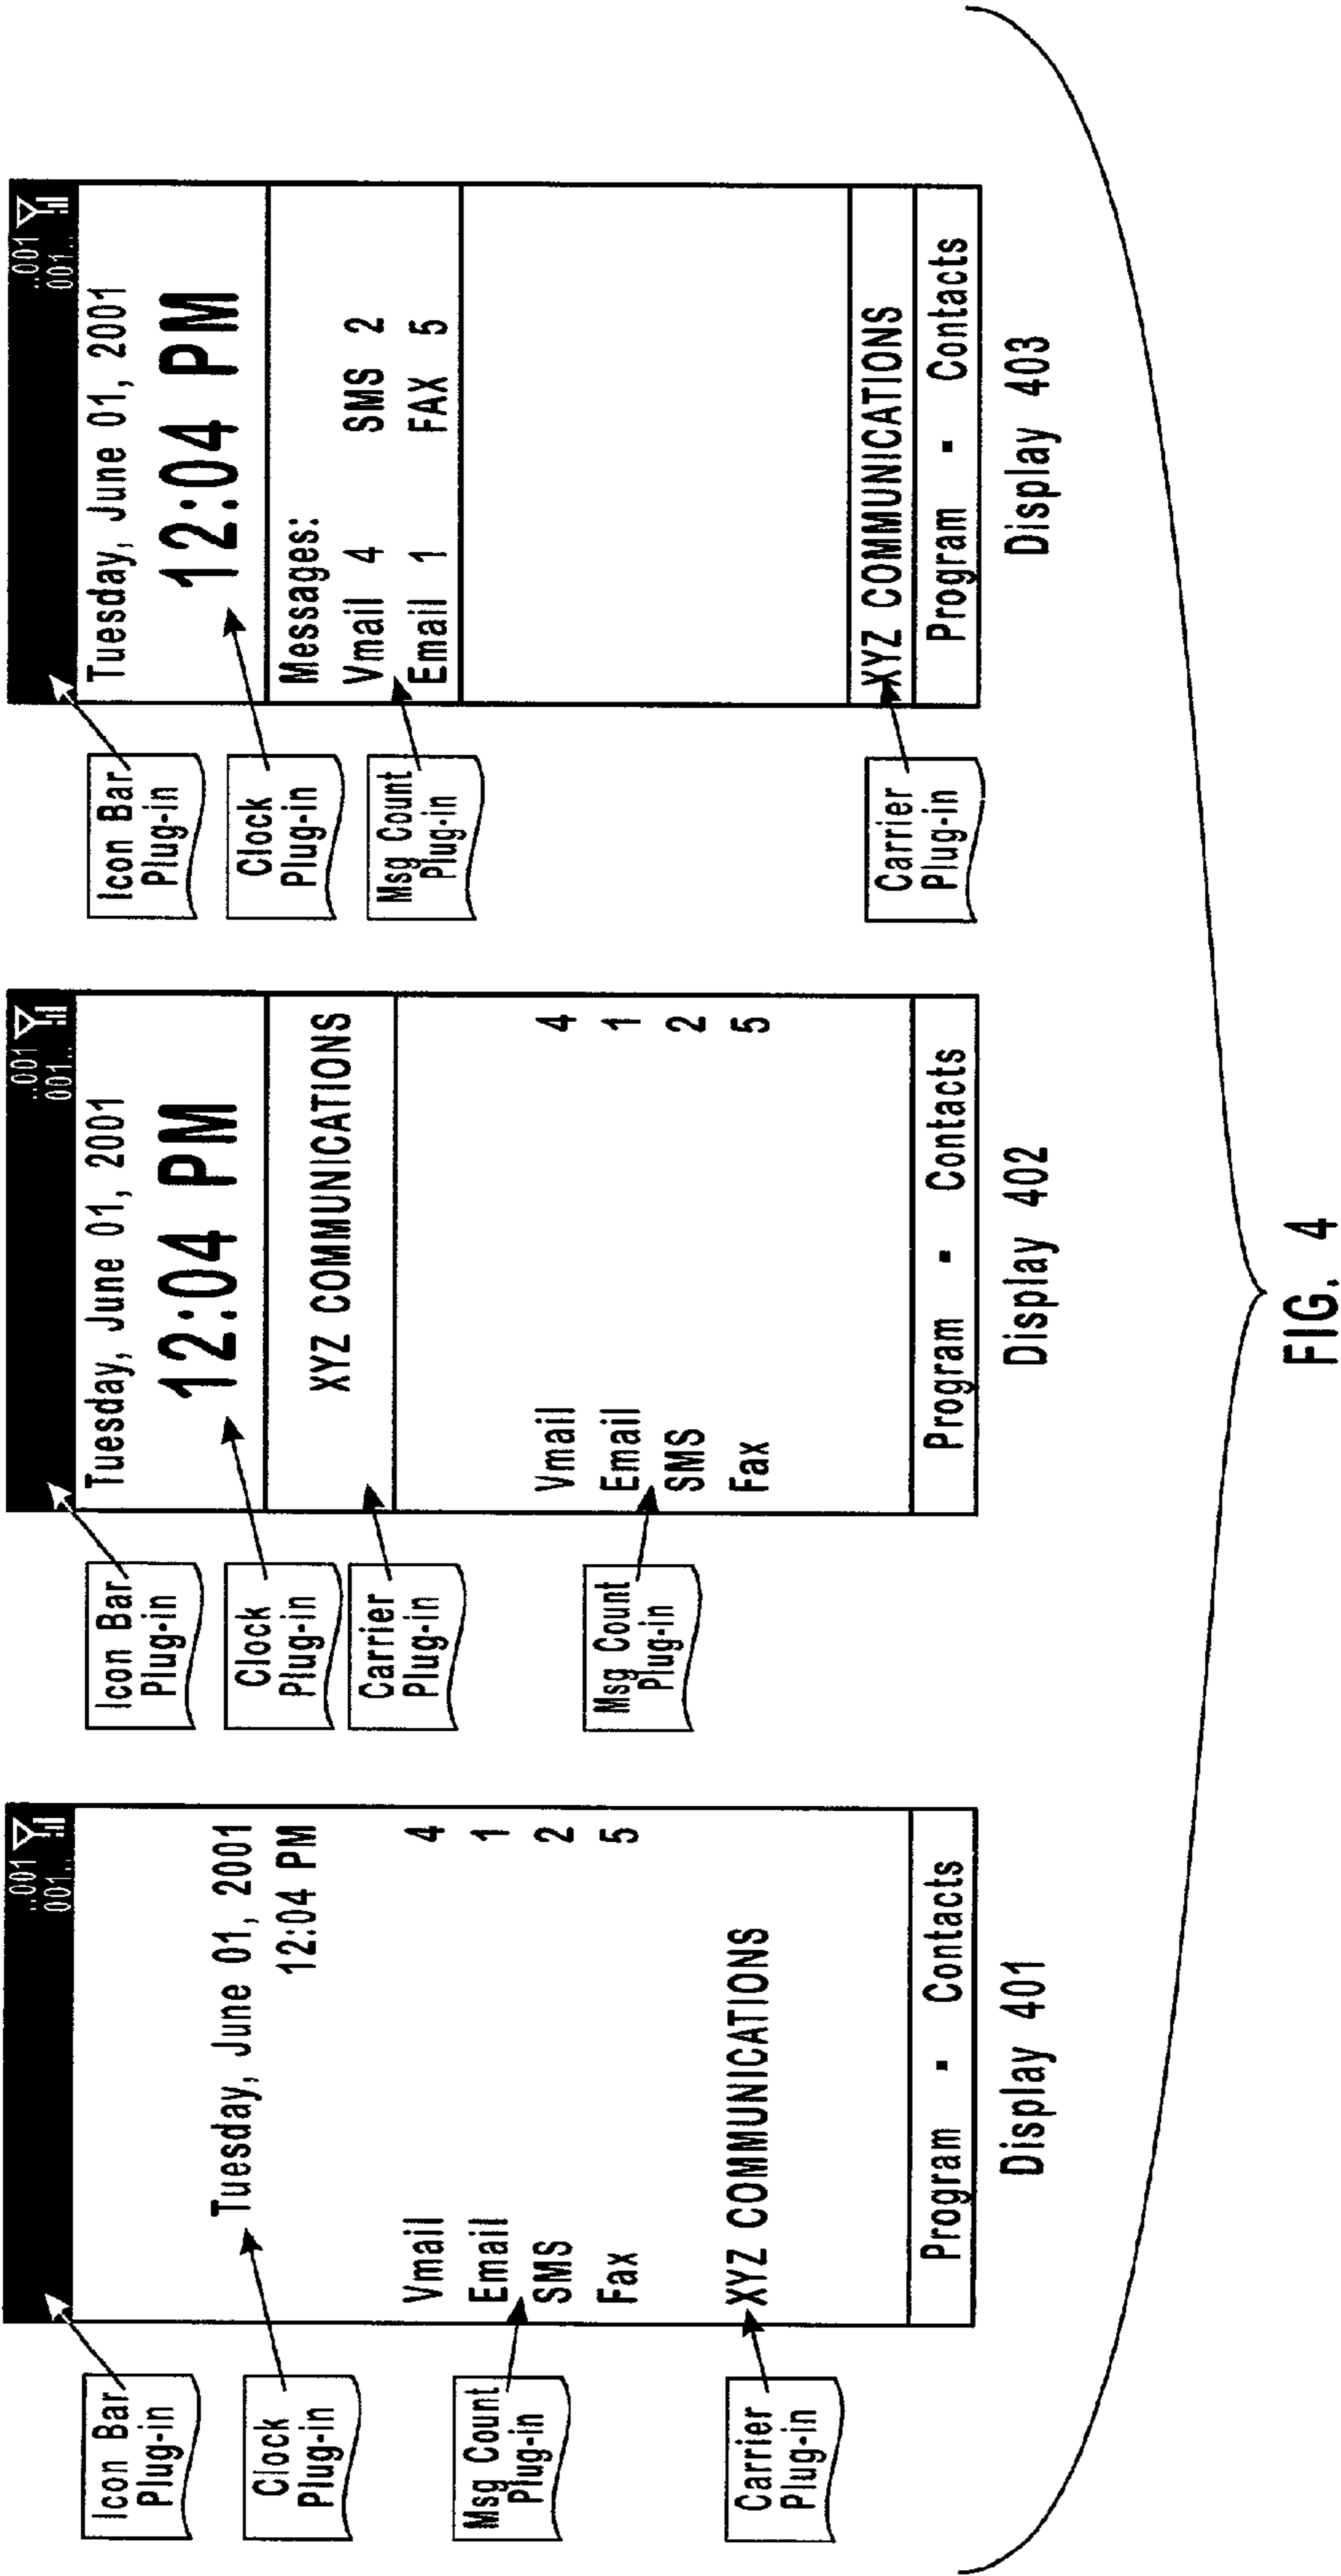 Icon Bar
Plug-in
Clock
Plug-in
Msg Count
Plug-in
Carrier
Plug-in
..001
001..
Tuesday, June 01, 2001
12:04 PM
Vmail 4
Email 1
SMS 2
Fax 5
XYZ COMMUNICATIONS
Program - Contacts
Display 401
Icon Bar
Plug-in
Clock
Plug-in
Carrier
Plug-in
Msg Count
Plug-in
..001
001..
Tuesday, June 01, 2001
12:04 PM
XYZ COMMUNICATIONS
Vmail 4
Email 1
SMS 2
Fax 5
Program - Contacts
Display 402
Icon Bar
Plug-in
Clock
Plug-in
Msg Count
Plug-in
Carrier
Plug-in
..001
001..
Tuesday, June 01, 2001
12:04 PM
Messages:
Vmail 4 SMS 2
Email 1 FAX 5
XYZ COMMUNICATIONS
Program - Contacts
Display 403
FIG. 4